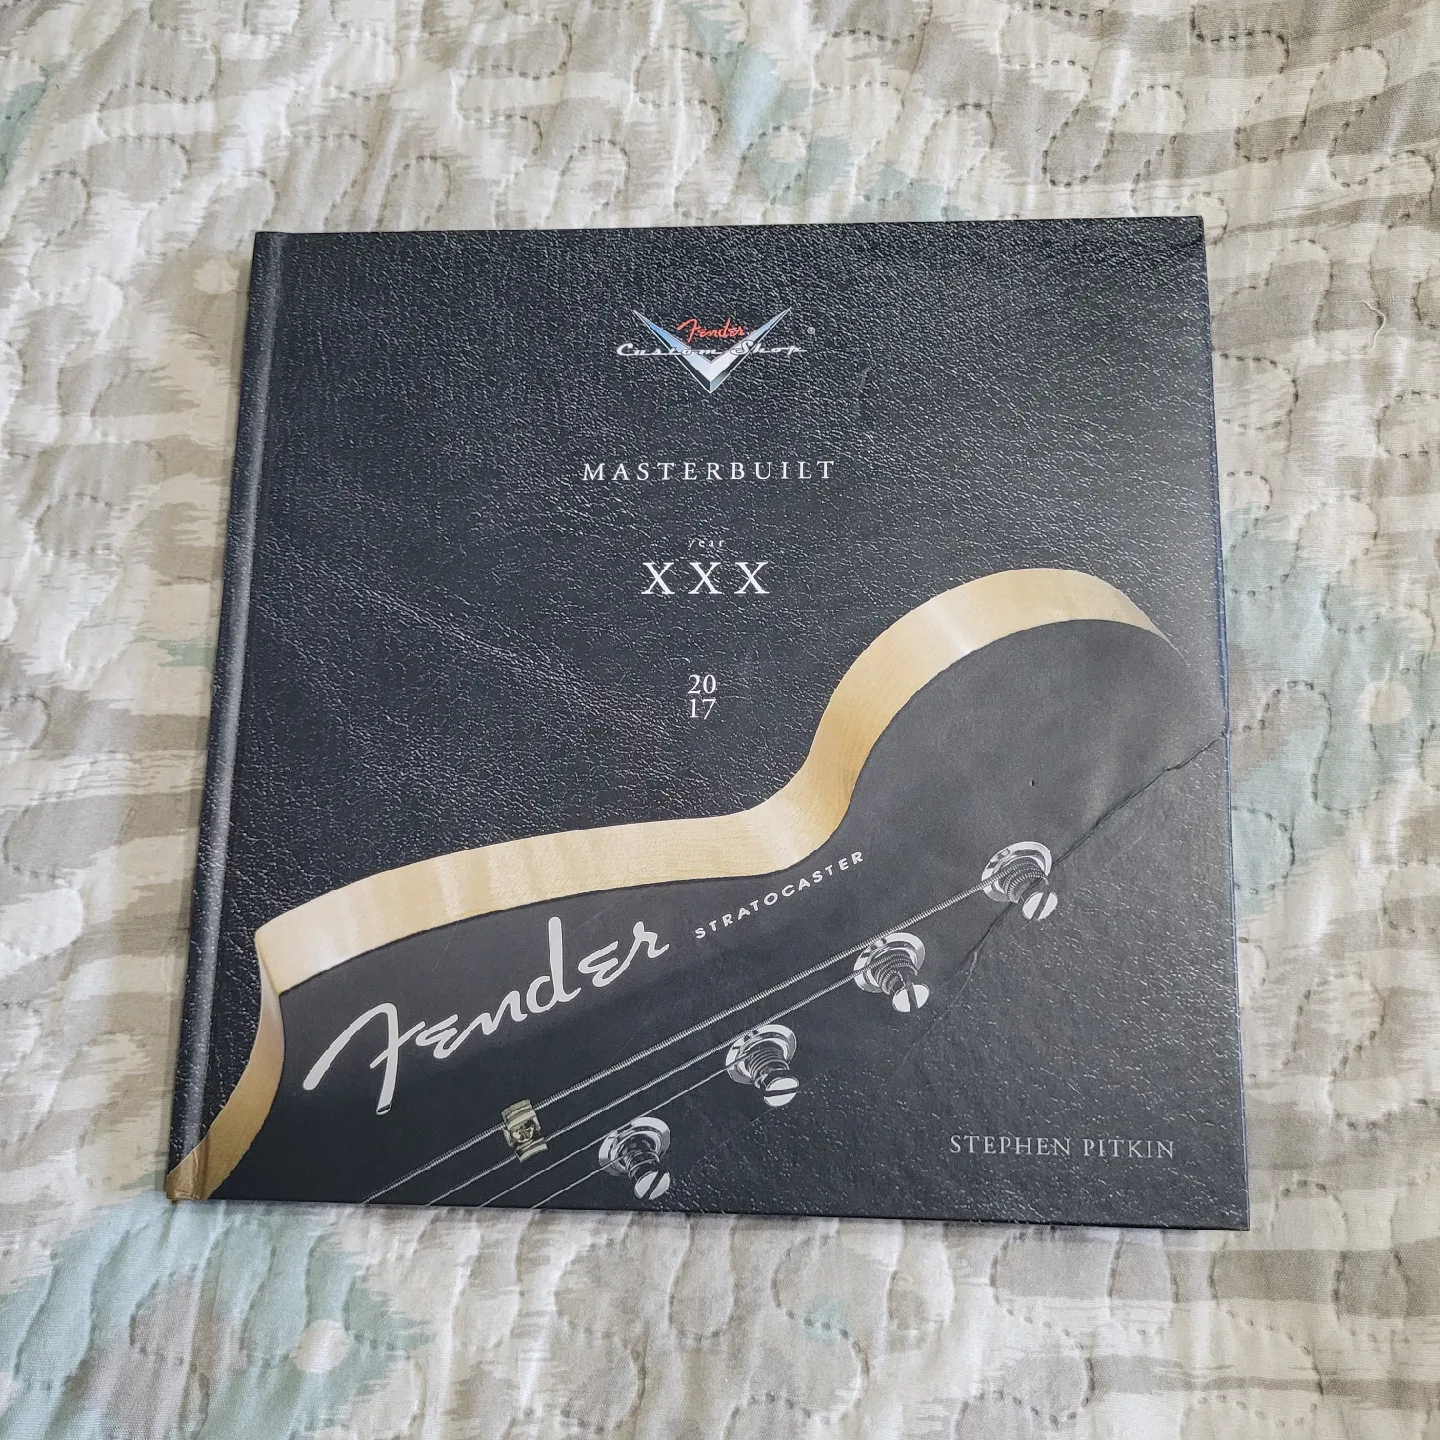 Fender
Custom Shop®
MASTERBUILT
year
XXX
20
17
Fender STRATOCASTER
STEPHEN PITKIN